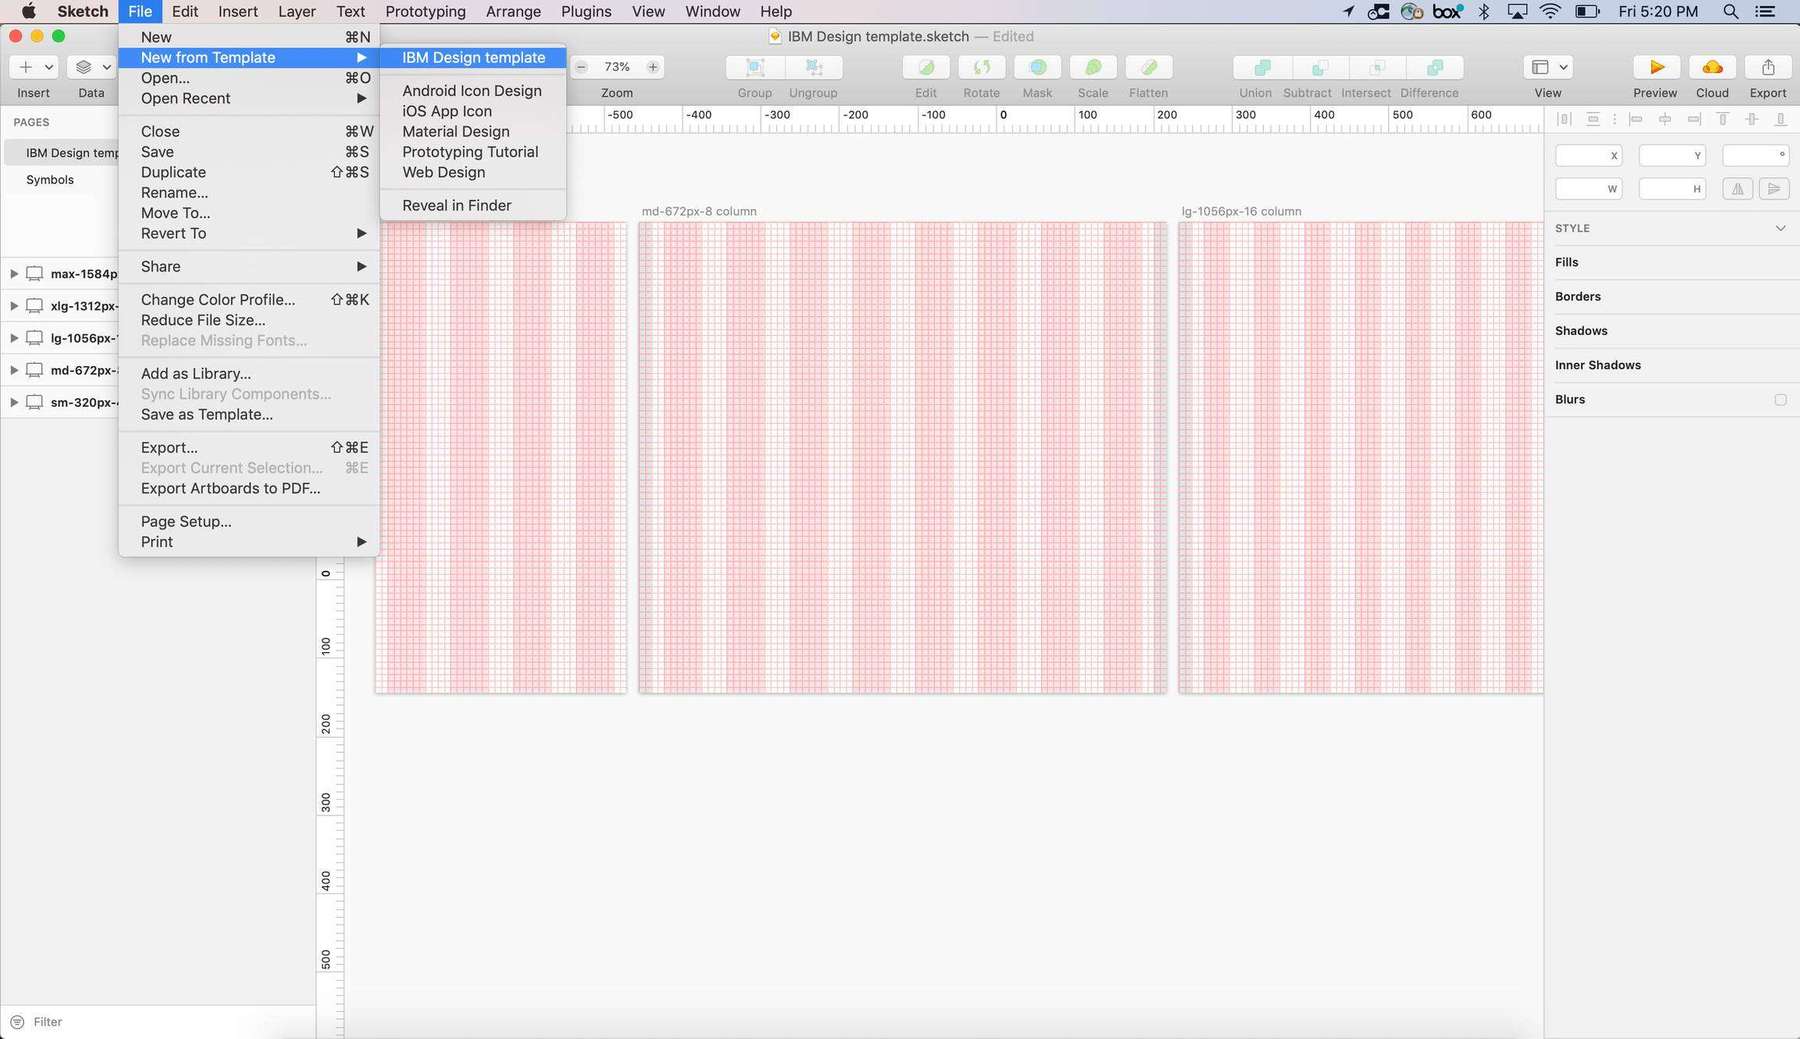 Sketch File Edit Insert Layer Text Prototyping Arrange Plugins View Window Help box Fri 5:20 PM
IBM Design template.sketch — Edited
New ⌘N
New from Template
Open... ⌘O
Open Recent
Close ⌘W
Save ⌘S
Duplicate ⇧⌘S
Rename...
Move To...
Revert To
Share
Change Color Profile... ⇧⌘K
Reduce File Size...
Replace Missing Fonts...
Add as Library...
Sync Library Components...
Save as Template...
Export... ⇧⌘E
Export Current Selection... ⌘E
Export Artboards to PDF...
Page Setup...
Print
IBM Design template
Android Icon Design
iOS App Icon
Material Design
Prototyping Tutorial
Web Design
Reveal in Finder
73%
Insert Data Zoom Group Ungroup Edit Rotate Mask Scale Flatten Union Subtract Intersect Difference View Preview Cloud Export
-500 -400 -300 -200 -100 0 100 200 300 400 500 600
PAGES
IBM Design temp
Symbols
max-1584p
xlg-1312px-
lg-1056px-1
md-672px-8
sm-320px-4
md-672px-8 column
lg-1056px-16 column
0
100
200
300
400
500
X Y °
W H
STYLE
Fills
Borders
Shadows
Inner Shadows
Blurs
Filter